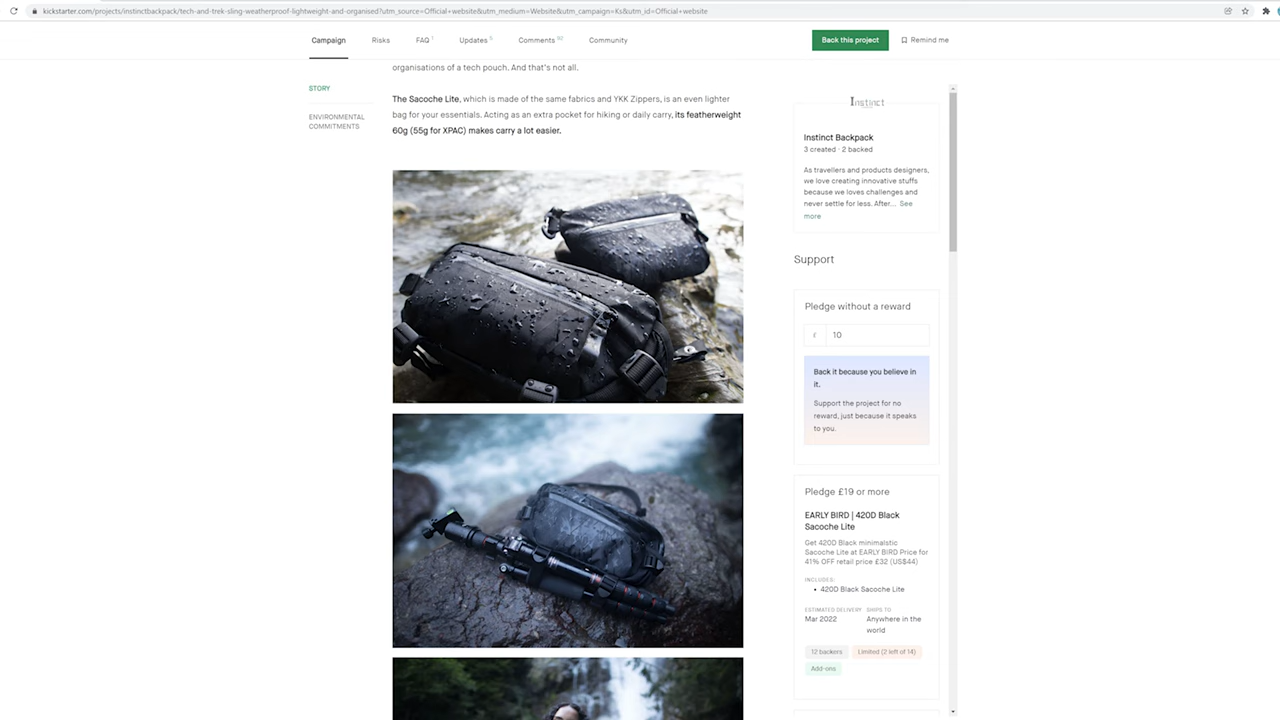 kickstarter.com/projects/instinctbackpack/tech-and-trek-sling-weatherproof-lightweight-and-organised?utm_source=Official+website&utm_medium=Website&utm_campaign=Ks&utm_id=Official+website
Campaign Risks FAQ 1 Updates 5 Comments 92 Community Back this project Remind me
organisations of a tech pouch. And that's not all.
STORY
ENVIRONMENTAL
COMMITMENTS
The Sacoche Lite, which is made of the same fabrics and YKK Zippers, is an even lighter
bag for your essentials. Acting as an extra pocket for hiking or daily carry, its featherweight
60g (55g for XPAC) makes carry a lot easier.
Instinct
Instinct Backpack
3 created · 2 backed
As travellers and products designers,
we love creating innovative stuffs
because we loves challenges and
never settle for less. After... See
more
Support
Pledge without a reward
£ 10
Back it because you believe in
it.
Support the project for no
reward, just because it speaks
to you.
Pledge £19 or more
EARLY BIRD | 420D Black
Sacoche Lite
Get 420D Black minimalstic
Sacoche Lite at EARLY BIRD Price for
41% OFF retail price £32 (US$44)
INCLUDES:
• 420D Black Sacoche Lite
ESTIMATED DELIVERY SHIPS TO
Mar 2022 Anywhere in the
world
12 backers Limited (2 left of 14)
Add-ons